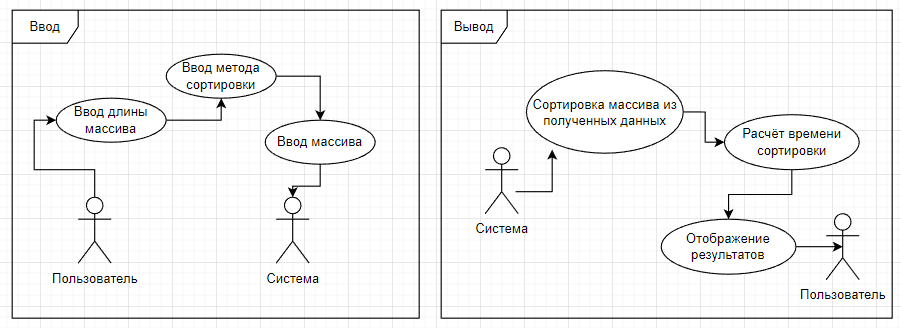 Ввод
Ввод метода
сортировки
Ввод длины
массива
Ввод массива
Пользователь
Система
Вывод
Сортировка массива из
полученных данных
Расчёт времени
сортировки
Система
Отображение
результатов
Пользователь